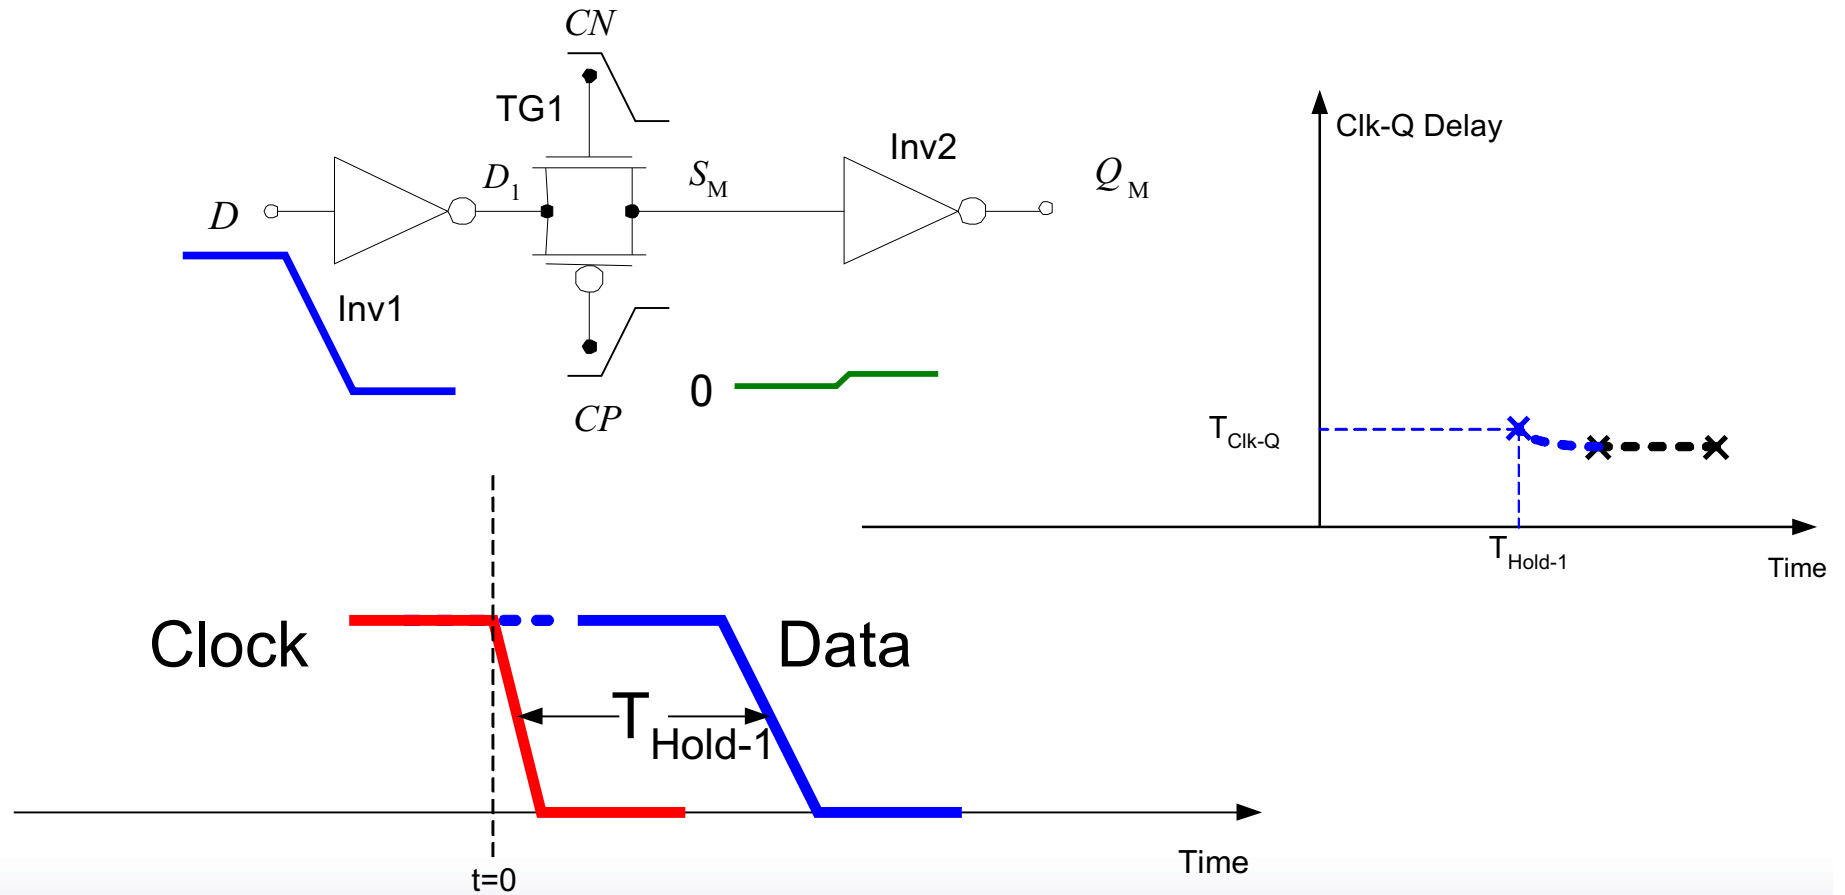 CN
TG1
Inv2
Clk-Q Delay
D
D1
SM
QM
Inv1
0
CP
TClk-Q
THold-1
Time
Clock
Data
THold-1
Time
t=0